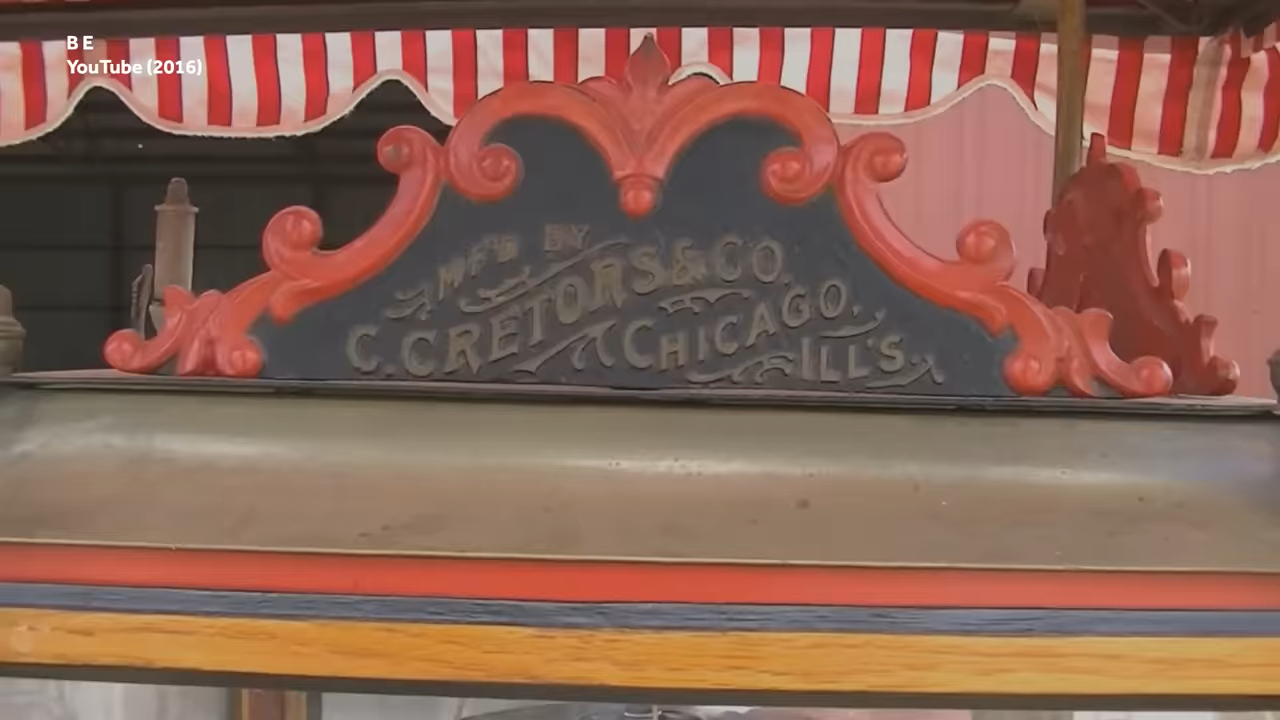 B E
YouTube (2016)
MF'D BY
C. CRETORS & CO.
CHICAGO, ILL'S.